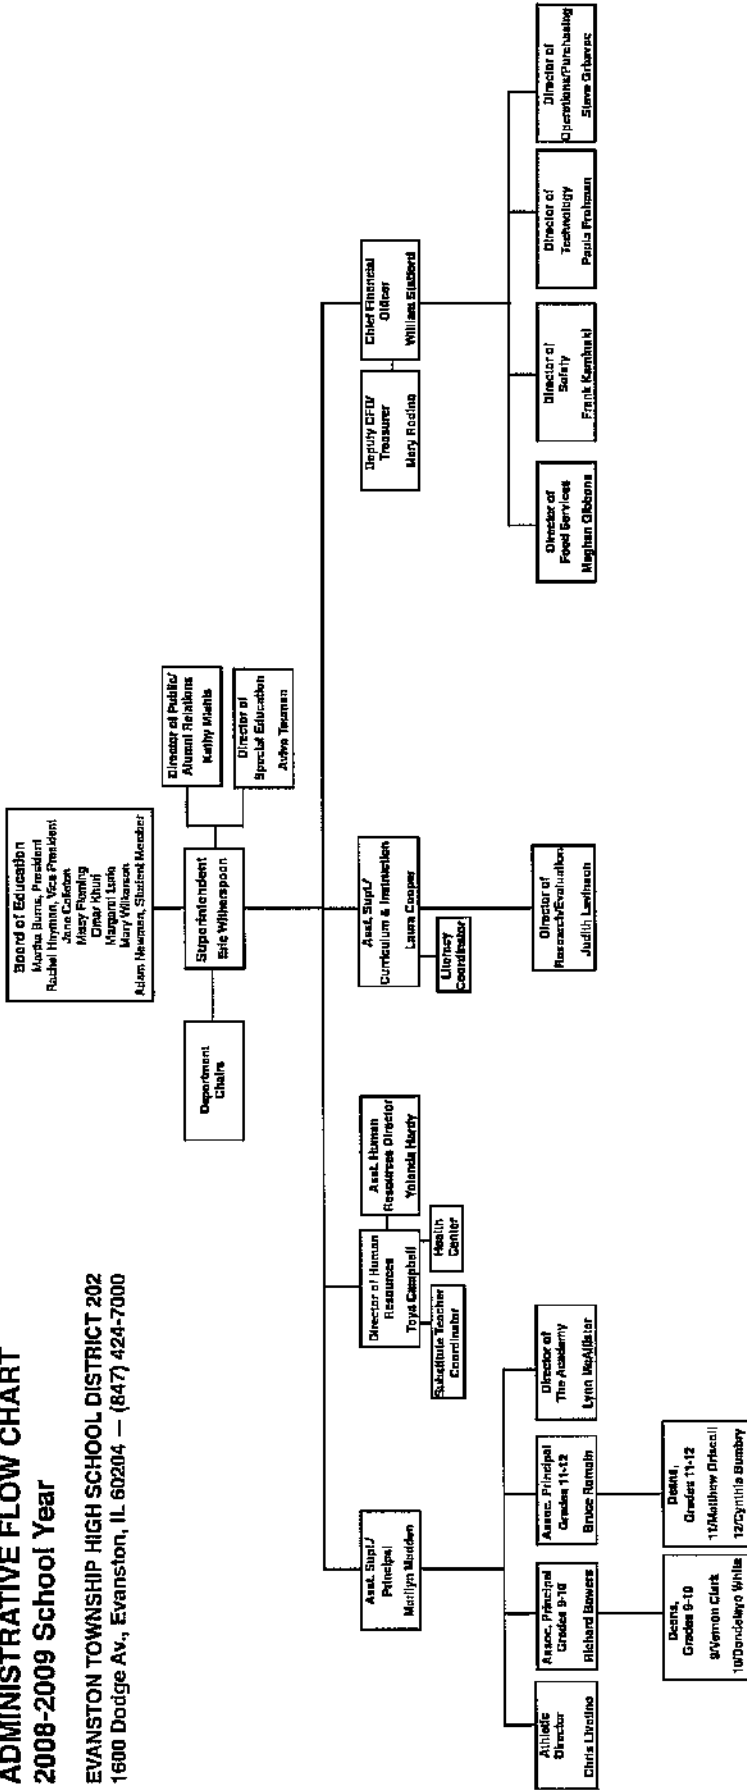 ADMINISTRATIVE FLOW CHART
2008-2009 School Year
EVANSTON TOWNSHIP HIGH SCHOOL DISTRICT 202
1600 Dodge Av., Evanston, IL 60204 — (847) 424-7000
Board of Education
Martha Burns, President
Rachel Hayman, Vice President
Jane Colleton
Missy Fleming
Omar Khuri
Margaret Lurie
Mary Wilkerson
Adam Newman, Student Member
Department
Chairs
Superintendent
Eric Witherspoon
Director of Public/
Alumni Relations
Kathy Miehls
Director of
Special Education
Aviva
Asst. Supt./
Principal
Marilyn Madden
Director of Human
Resources
Toya Campbell
Asst. Human
Resources Director
Yolanda Hardy
Substitute Teacher
Coordinator
Health
Center
Asst. Supt./
Curriculum & Instruction
Laura Cooper
Literacy
Coordinator
Deputy CFO/
Treasurer
Mary Rodino
Chief Financial
Officer
William Stafford
Athletic
Director
Chris Livatino
Assoc. Principal
Grades 9-10
Richard Bowers
Assoc. Principal
Grades 11-12
Bruce Romain
Director of
The Academy
Lynn McAllister
Director of
Research/Evaluation
Judith Levinson
Director of
Food Services
Meghan Gibbons
Director of
Safety
Frank Kaminski
Director of
Technology
Paula Frohman
Director of
Operations/Purchasing
Steve
Deans,
Grades 9-10
9/Vernon Clark
10/Dondelayo White
Deans,
Grades 11-12
11/Matthew Driscoll
12/Cynthia Bumbry